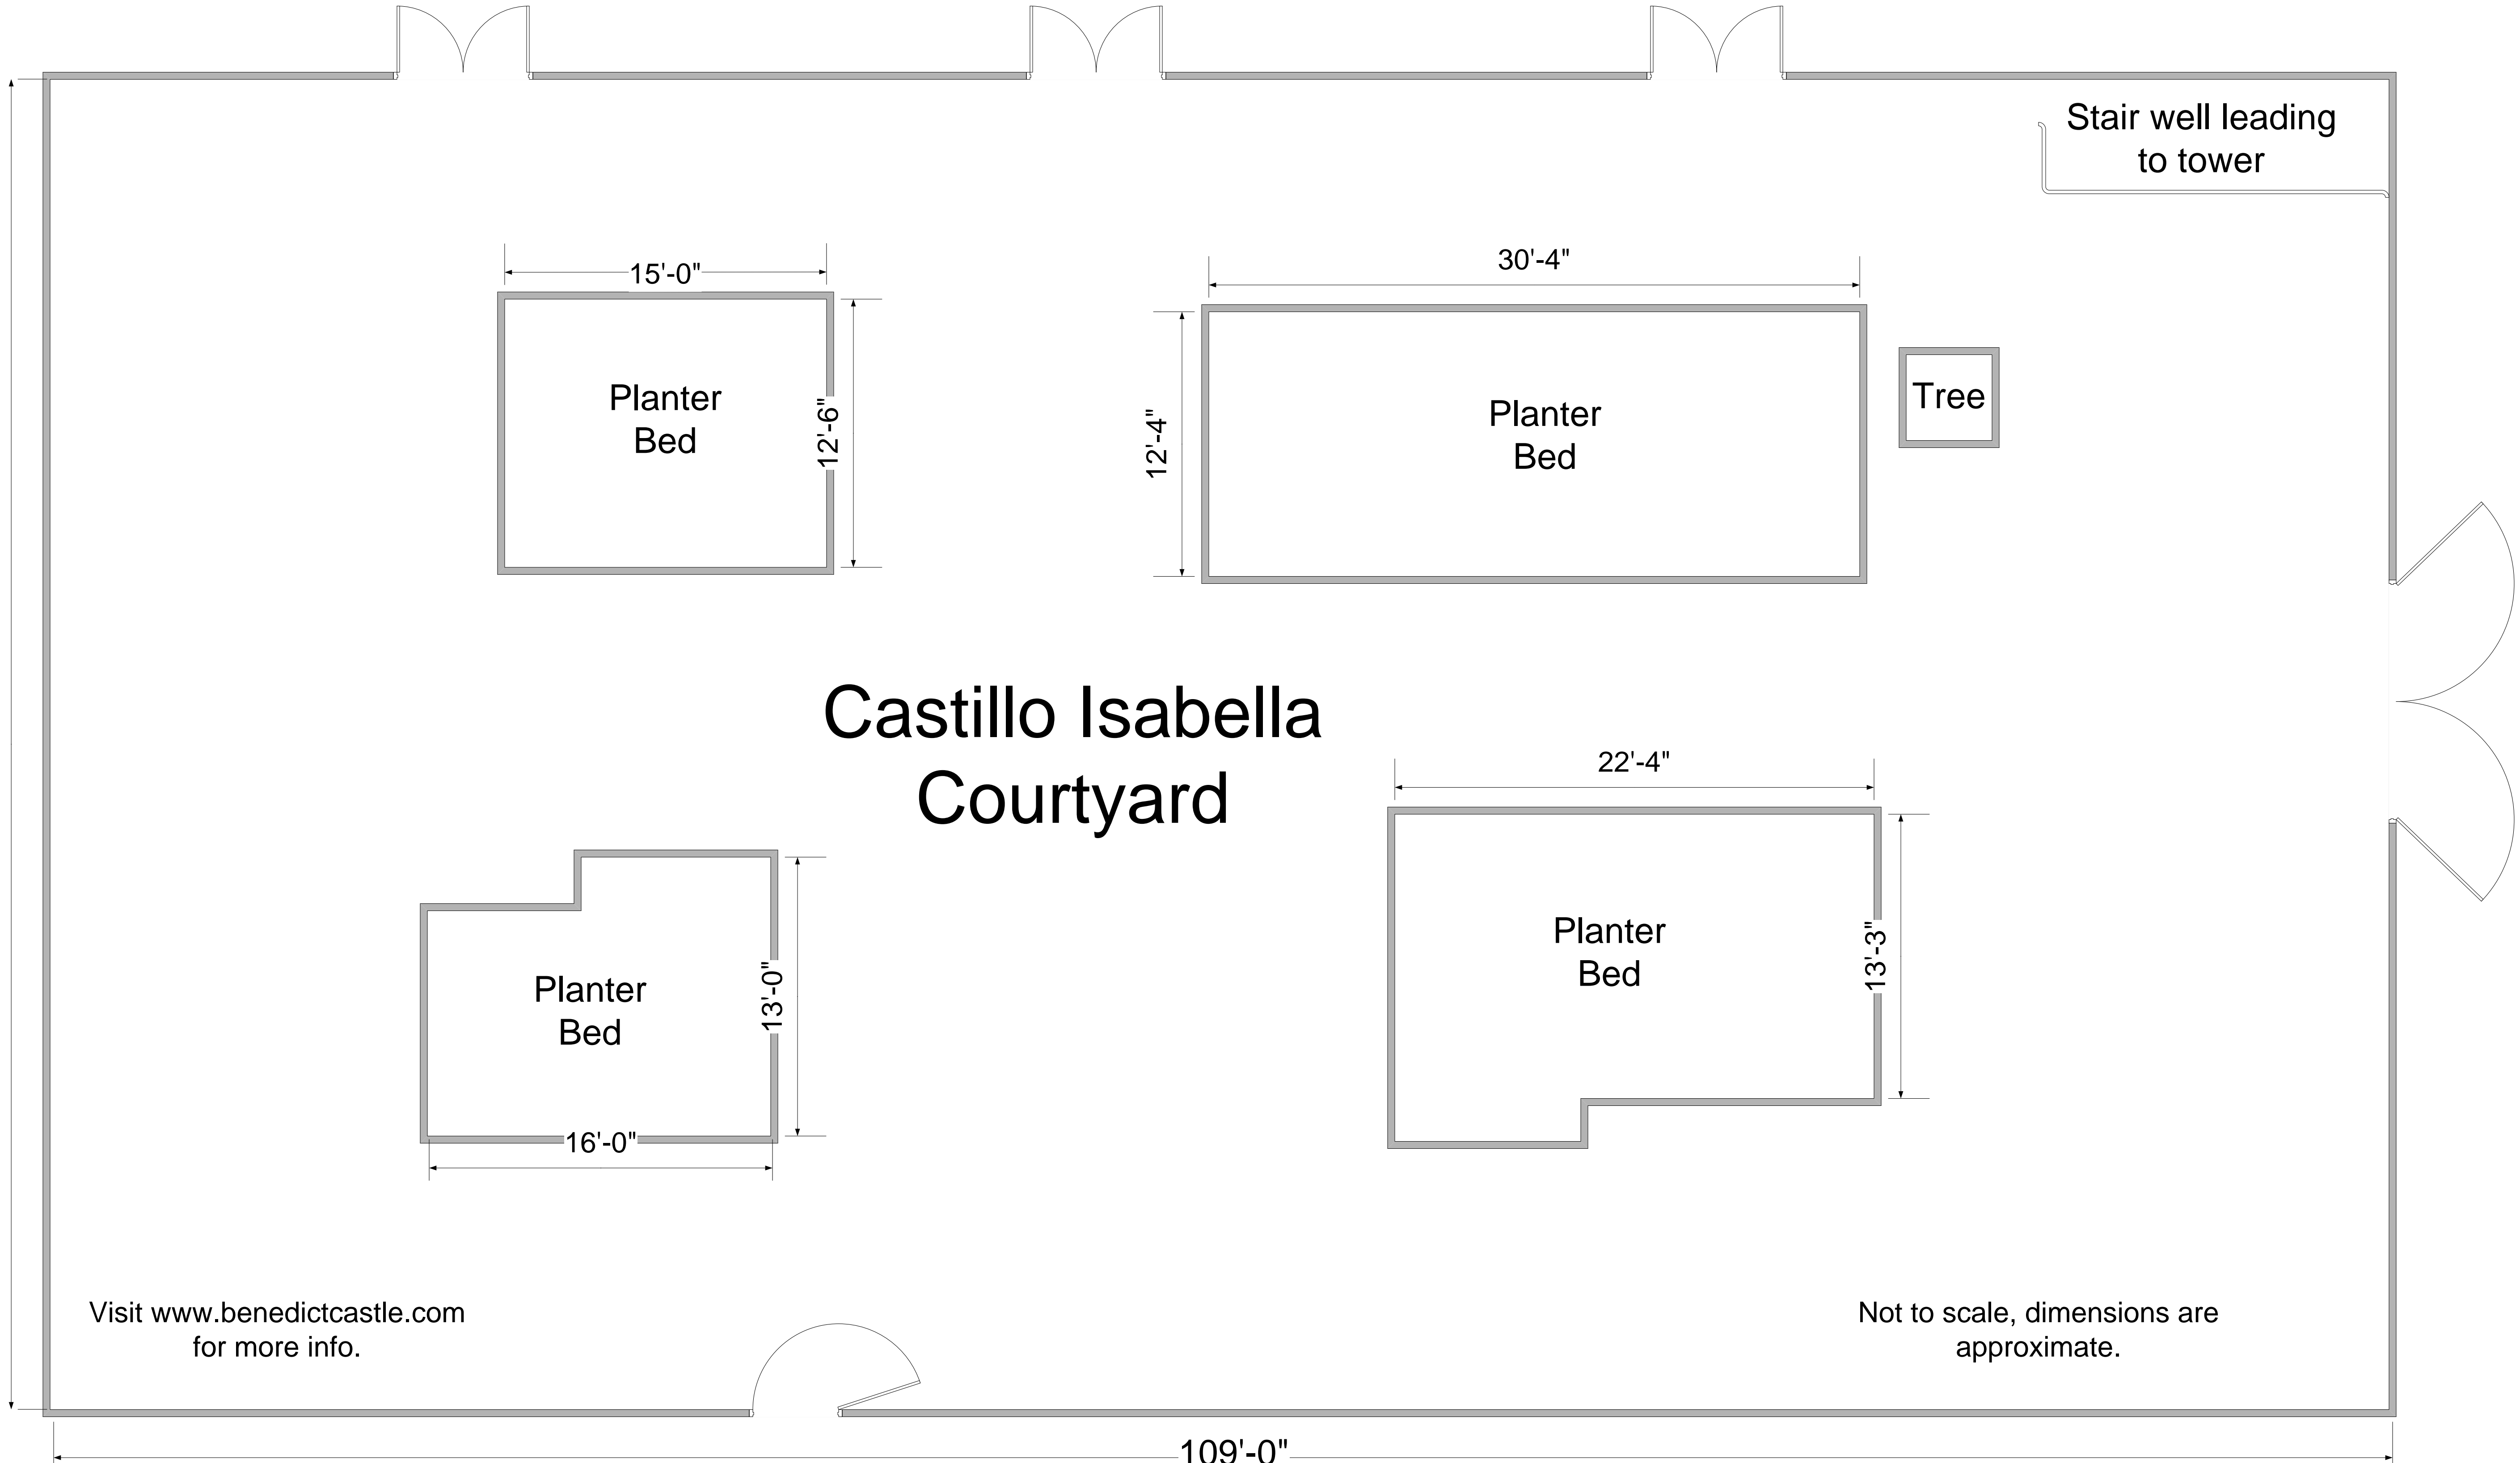 Stair well leading
to tower
15'-0"
30'-4"
Planter
Bed
12'-6"
12'-4"
Planter
Bed
Tree
Castillo Isabella
Courtyard
22'-4"
Planter
Bed
13'-0"
16'-0"
Planter
Bed
13'-3"
Visit www.benedictcastle.com
for more info.
Not to scale, dimensions are
approximate.
109'-0"